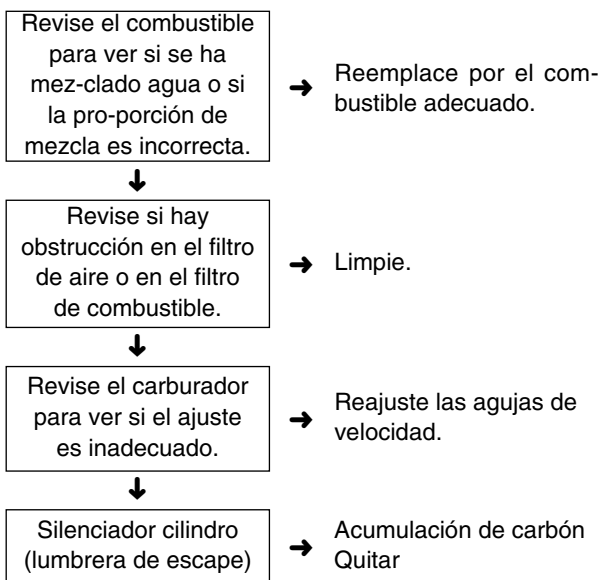 Revise el combustible
para ver si se ha
mez-clado agua o si
la pro-porción de
mezcla es incorrecta.
➜ Reemplace por el com-
bustible adecuado.
Revise si hay
obstrucción en el filtro
de aire o en el filtro
de combustible.
➜ Limpie.
Revise el carburador
para ver si el ajuste
es inadecuado.
➜ Reajuste las agujas de
velocidad.
Silenciador cilindro
(lumbrera de escape)
➜ Acumulación de carbón
Quitar